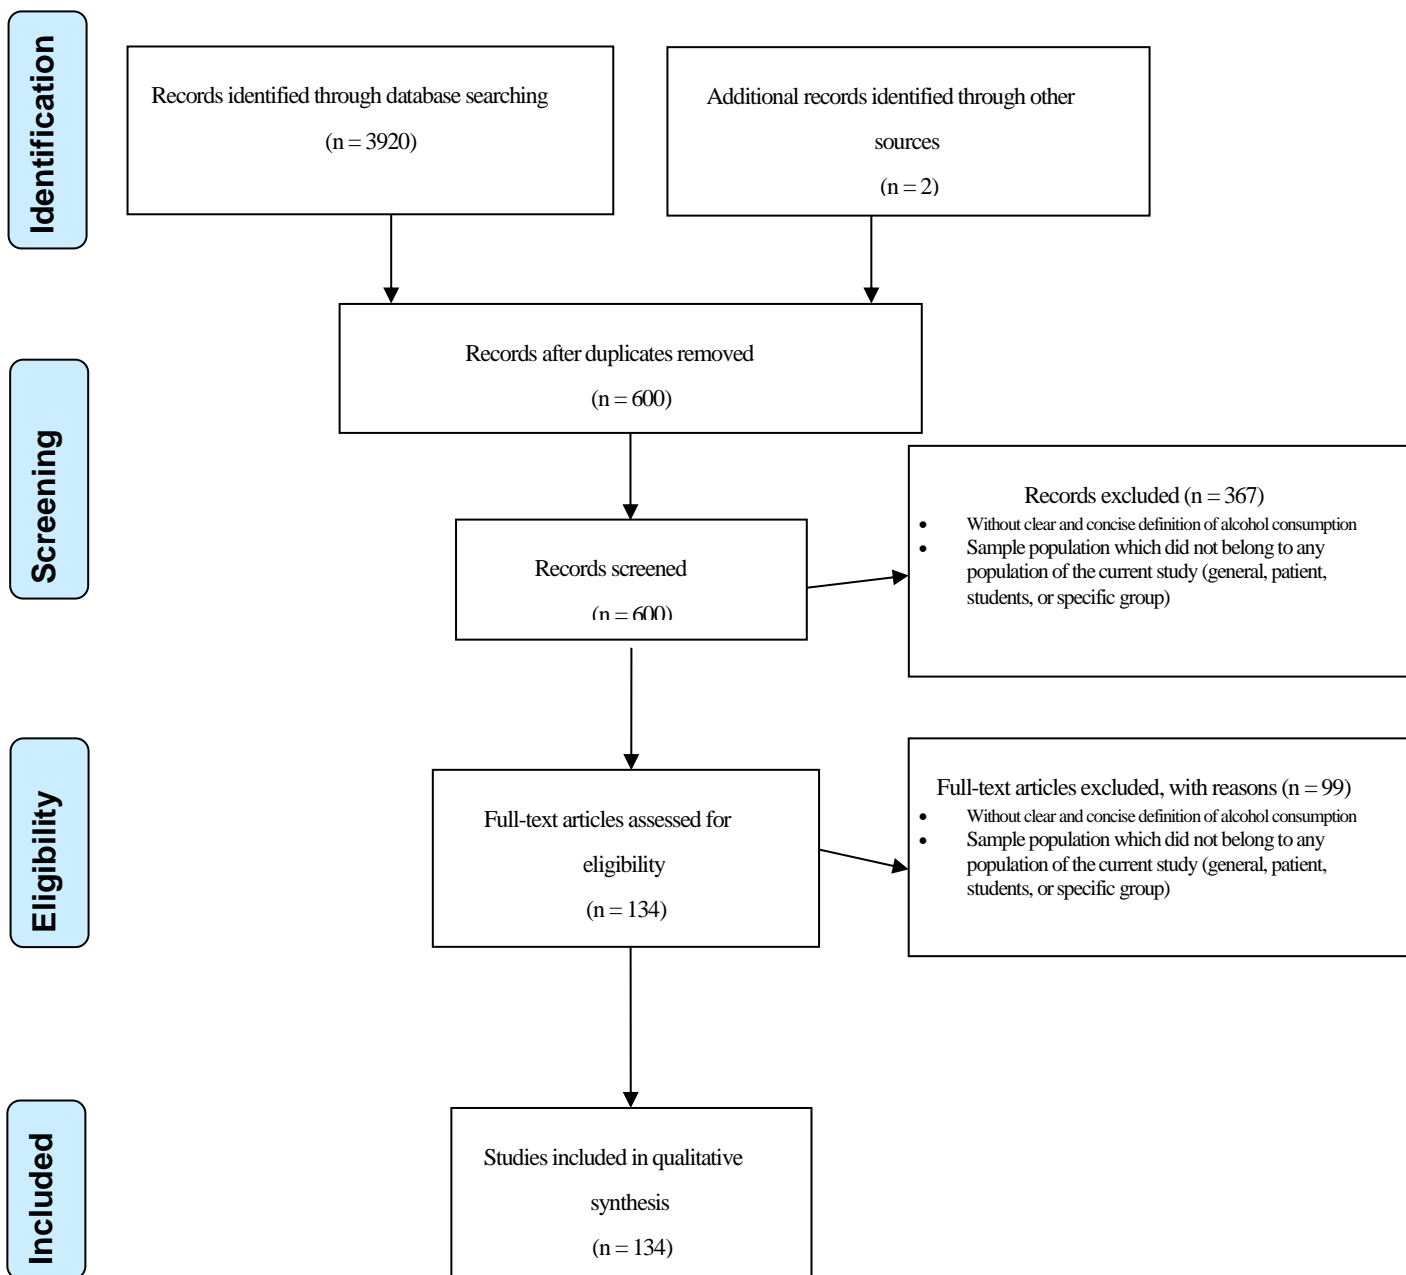 Identification
Records identified through database searching
(n = 3920)
Additional records identified through other
sources
(n = 2)
Records after duplicates removed
(n = 600)
Screening
Records screened
(n = 600)
Records excluded (n = 367)
• Without clear and concise definition of alcohol consumption
• Sample population which did not belong to any
population of the current study (general, patient,
students, or specific group)
Eligibility
Full-text articles assessed for
eligibility
(n = 134)
Full-text articles excluded, with reasons (n = 99)
• Without clear and concise definition of alcohol consumption
• Sample population which did not belong to any
population of the current study (general, patient,
students, or specific group)
Included
Studies included in qualitative
synthesis
(n = 134)